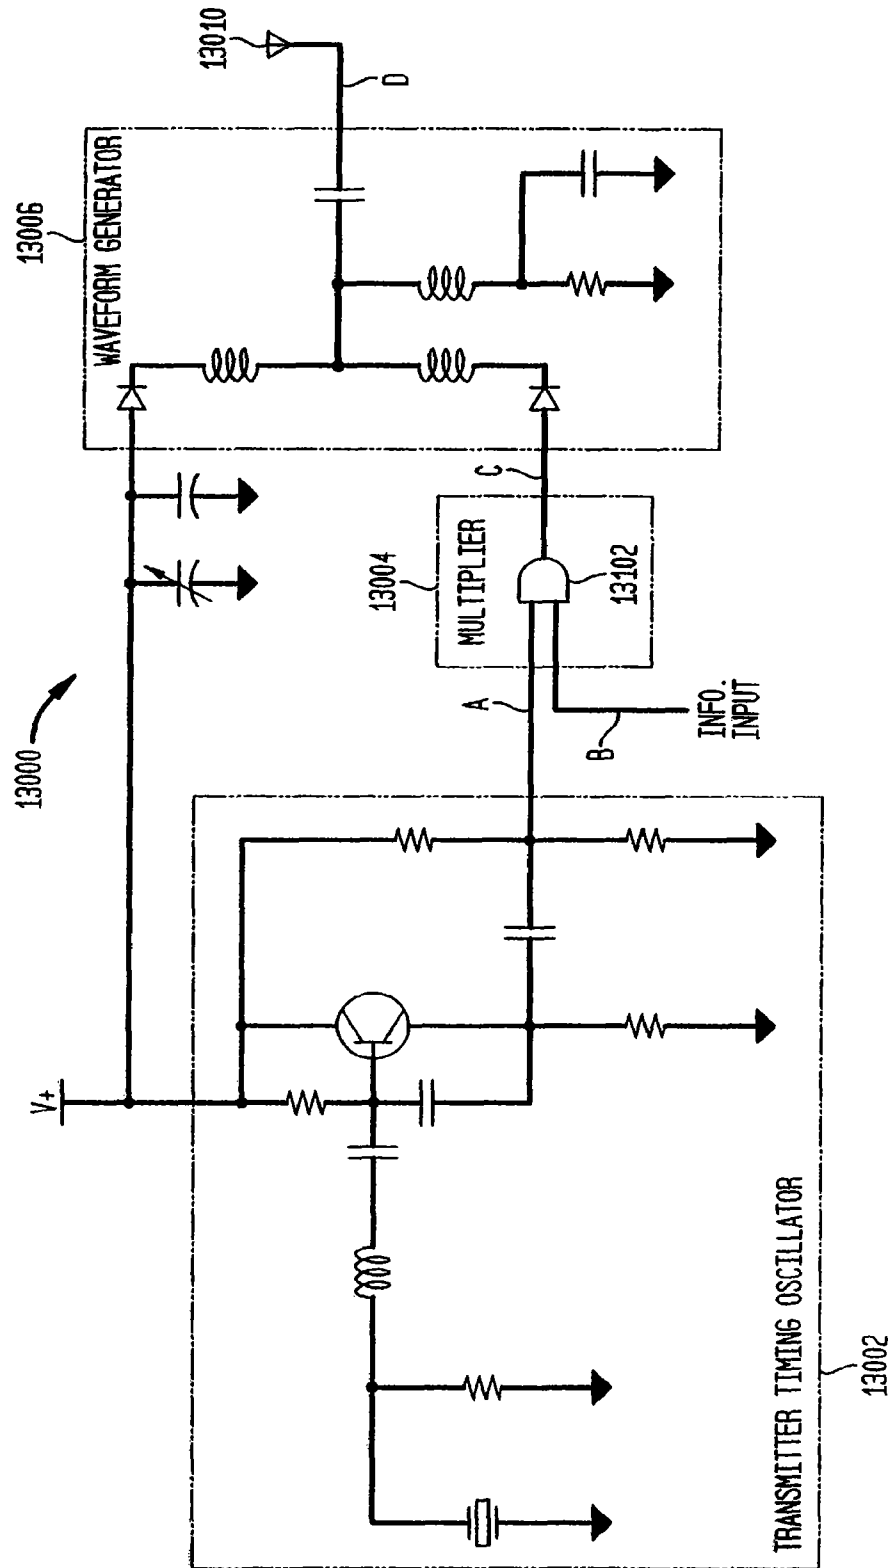 13000
V+
TRANSMITTER TIMING OSCILLATOR
13002
A
B
INFO.
INPUT
13004
MULTIPLIER
13102
C
13006
WAVEFORM GENERATOR
D
13010